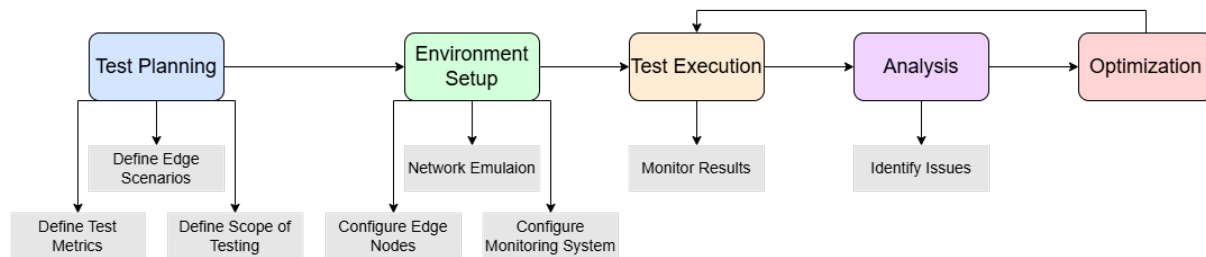 Test Planning
Environment
Setup
Test Execution
Analysis
Optimization
Define Edge
Scenarios
Network Emulaion
Monitor Results
Identify Issues
Define Test
Metrics
Define Scope of
Testing
Configure Edge
Nodes
Configure
Monitoring System